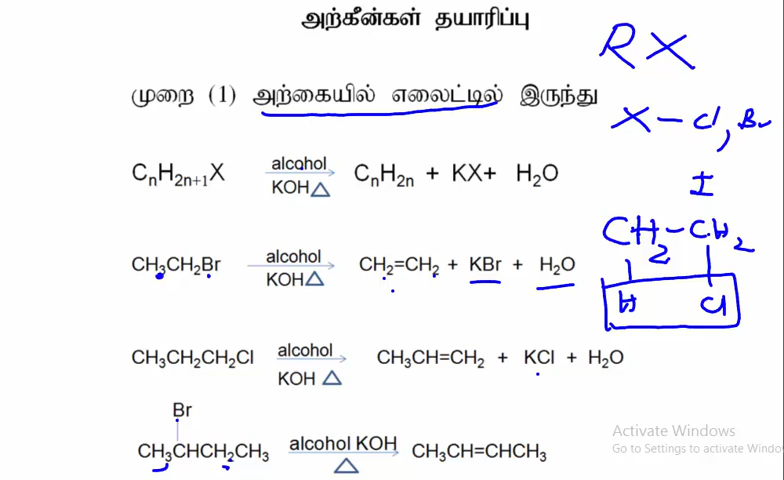 அற்கீன்கள் தயாரிப்பு
R X
முறை (1) அற்கையில் எலைட்டில் இருந்து
X – Cl, Br
I
CnH2n+1X alcohol KOH △ → CnH2n + KX+ H2O
CH2–CH2
H Cl
CH3CH2Br alcohol KOH△ → CH2=CH2 + KBr + H2O
CH3CH2CH2Cl alcohol KOH △ → CH3CH=CH2 + KCl + H2O
Br
CH3CHCH2CH3 alcohol KOH △ → CH3CH=CHCH3
Activate Windows
Go to Settings to activate Windo